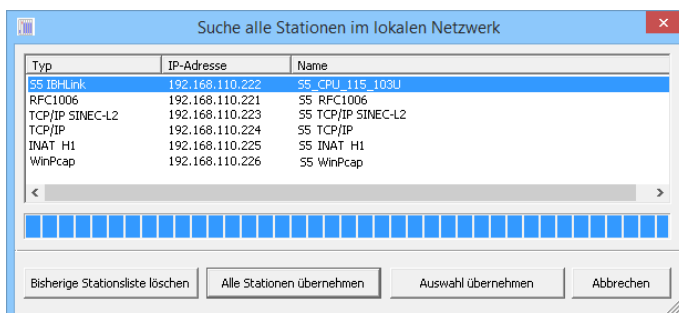 Suche alle Stationen im lokalen Netzwerk
Typ IP-Adresse Name
S5 IBHLink 192.168.110.222 S5_CPU_115_103U
RFC1006 192.168.110.221 S5 RFC1006
TCP/IP SINEC-L2 192.168.110.223 S5 TCP/IP SINEC-L2
TCP/IP 192.168.110.224 S5 TCP/IP
INAT H1 192.168.110.225 S5 INAT H1
WinPcap 192.168.110.226 S5 WinPcap
Bisherige Stationsliste löschen Alle Stationen übernehmen Auswahl übernehmen Abbrechen